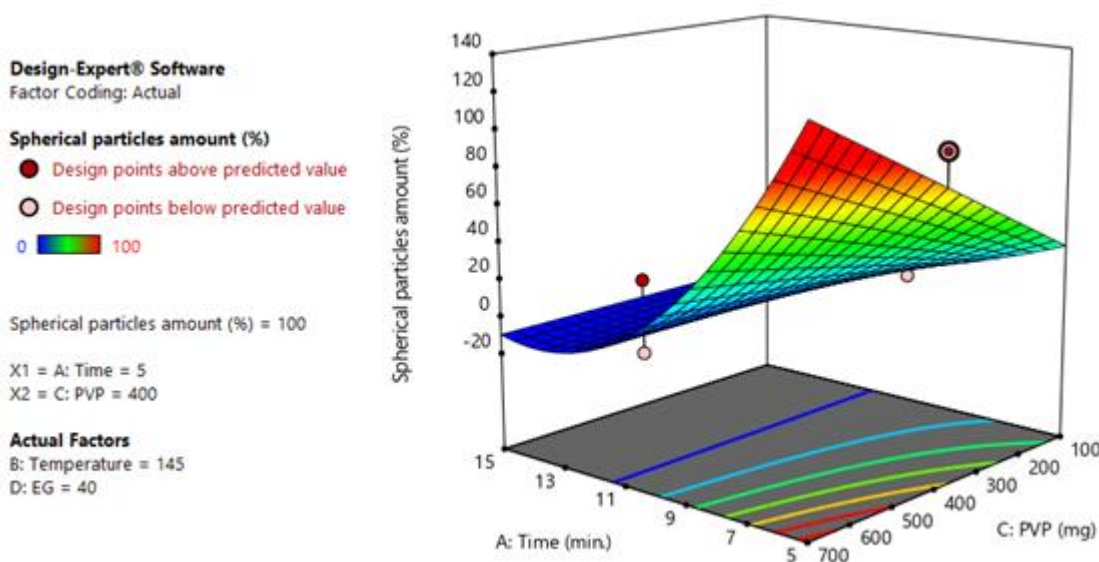 Design-Expert® Software
Factor Coding: Actual
Spherical particles amount (%)
Design points above predicted value
Design points below predicted value
0 100
Spherical particles amount (%) = 100
X1 = A: Time = 5
X2 = C: PVP = 400
Actual Factors
B: Temperature = 145
D: EG = 40
Spherical particles amount (%)
140
120
100
80
60
40
20
0
-20
15
13
11
9
7
5
A: Time (min.)
100
200
300
400
500
600
700
C: PVP (mg)